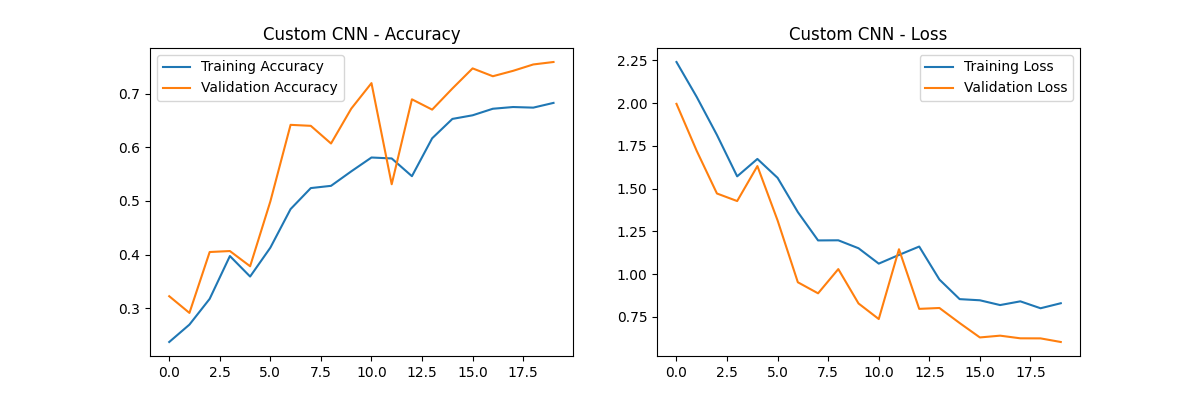 Custom CNN - Accuracy
Training Accuracy
Validation Accuracy
0.7
0.6
0.5
0.4
0.3
0.0 2.5 5.0 7.5 10.0 12.5 15.0 17.5
Custom CNN - Loss
Training Loss
Validation Loss
2.25
2.00
1.75
1.50
1.25
1.00
0.75
0.0 2.5 5.0 7.5 10.0 12.5 15.0 17.5